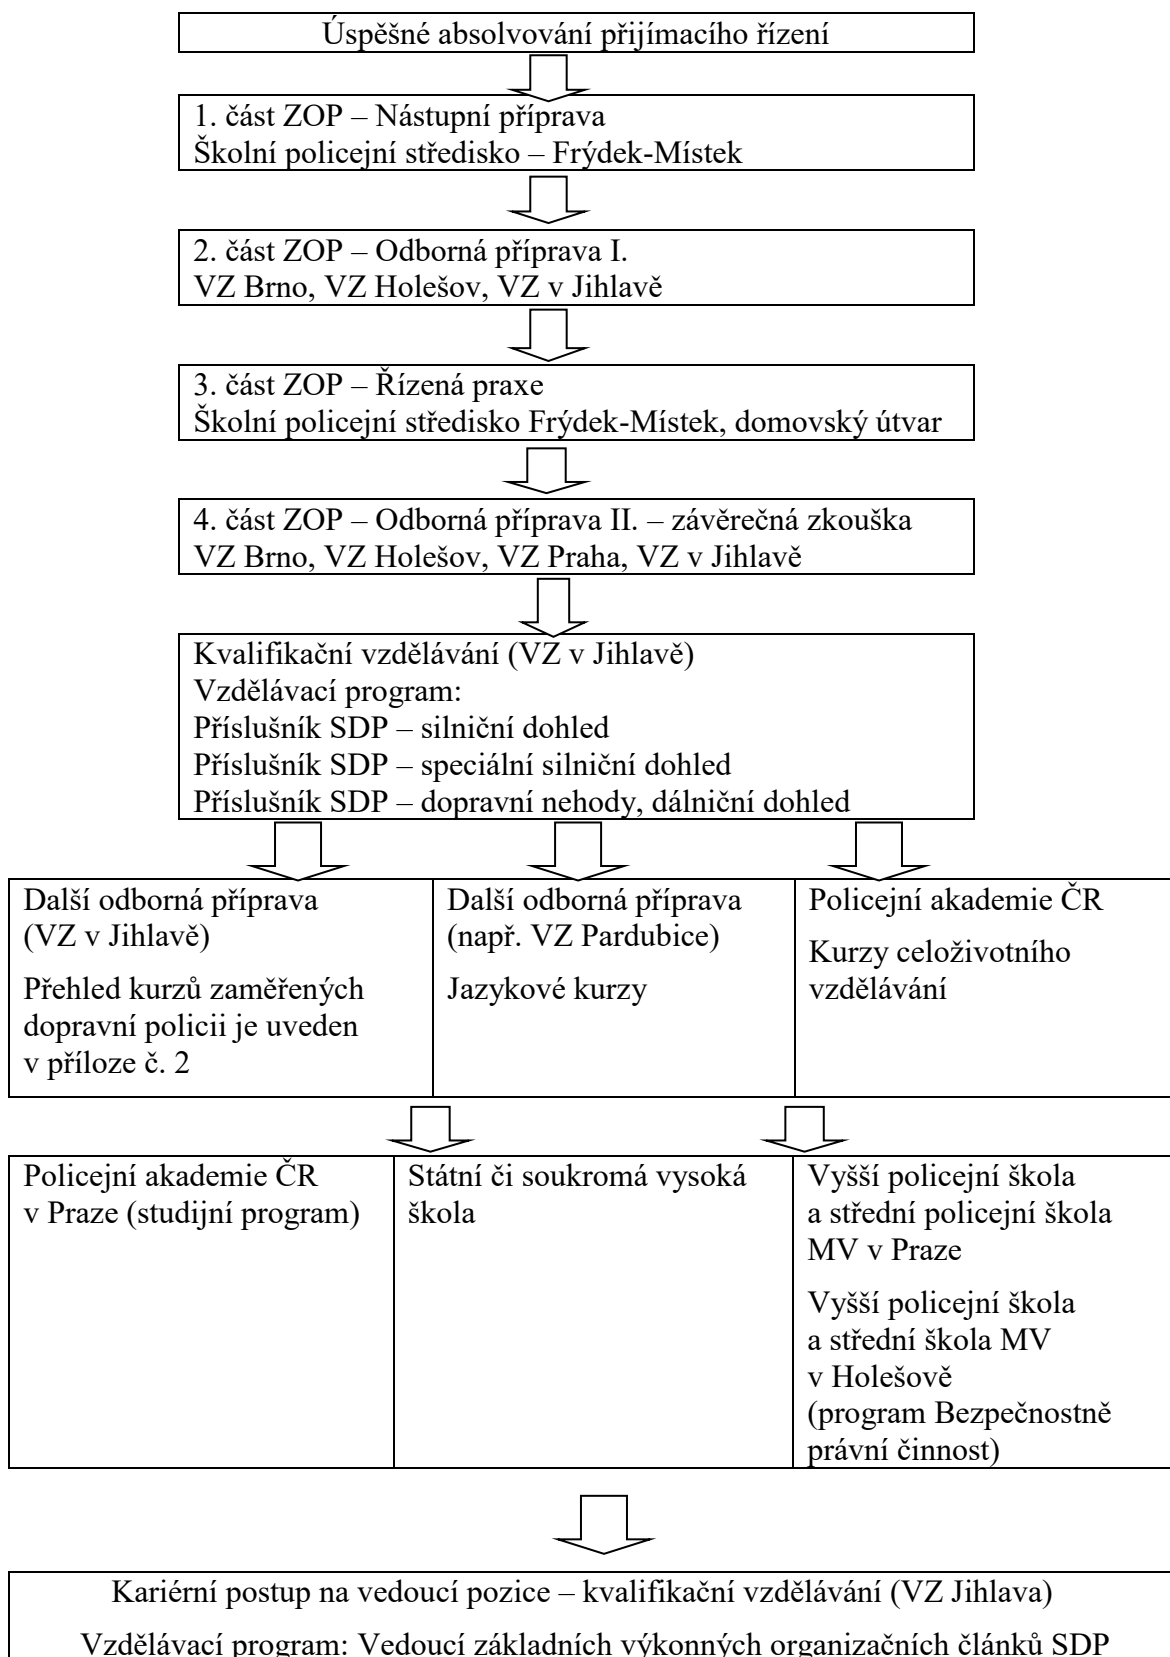 Úspěšné absolvování přijímacího řízení
1. část ZOP – Nástupní příprava
Školní policejní středisko – Frýdek-Místek
2. část ZOP – Odborná příprava I.
VZ Brno, VZ Holešov, VZ v Jihlavě
3. část ZOP – Řízená praxe
Školní policejní středisko Frýdek-Místek, domovský útvar
4. část ZOP – Odborná příprava II. – závěrečná zkouška
VZ Brno, VZ Holešov, VZ Praha, VZ v Jihlavě
Kvalifikační vzdělávání (VZ v Jihlavě)
Vzdělávací program:
Příslušník SDP – silniční dohled
Příslušník SDP – speciální silniční dohled
Příslušník SDP – dopravní nehody, dálniční dohled
Další odborná příprava
(VZ v Jihlavě)
Přehled kurzů zaměřených
dopravní policii je uveden
v příloze č. 2
Další odborná příprava
(např. VZ Pardubice)
Jazykové kurzy
Policejní akademie ČR
Kurzy celoživotního
vzdělávání
Policejní akademie ČR
v Praze (studijní program)
Státní či soukromá vysoká
škola
Vyšší policejní škola
a střední policejní škola
MV v Praze
Vyšší policejní škola
a střední škola MV
v Holešově
(program Bezpečnostně
právní činnost)
Kariérní postup na vedoucí pozice – kvalifikační vzdělávání (VZ Jihlava)
Vzdělávací program: Vedoucí základních výkonných organizačních článků SDP